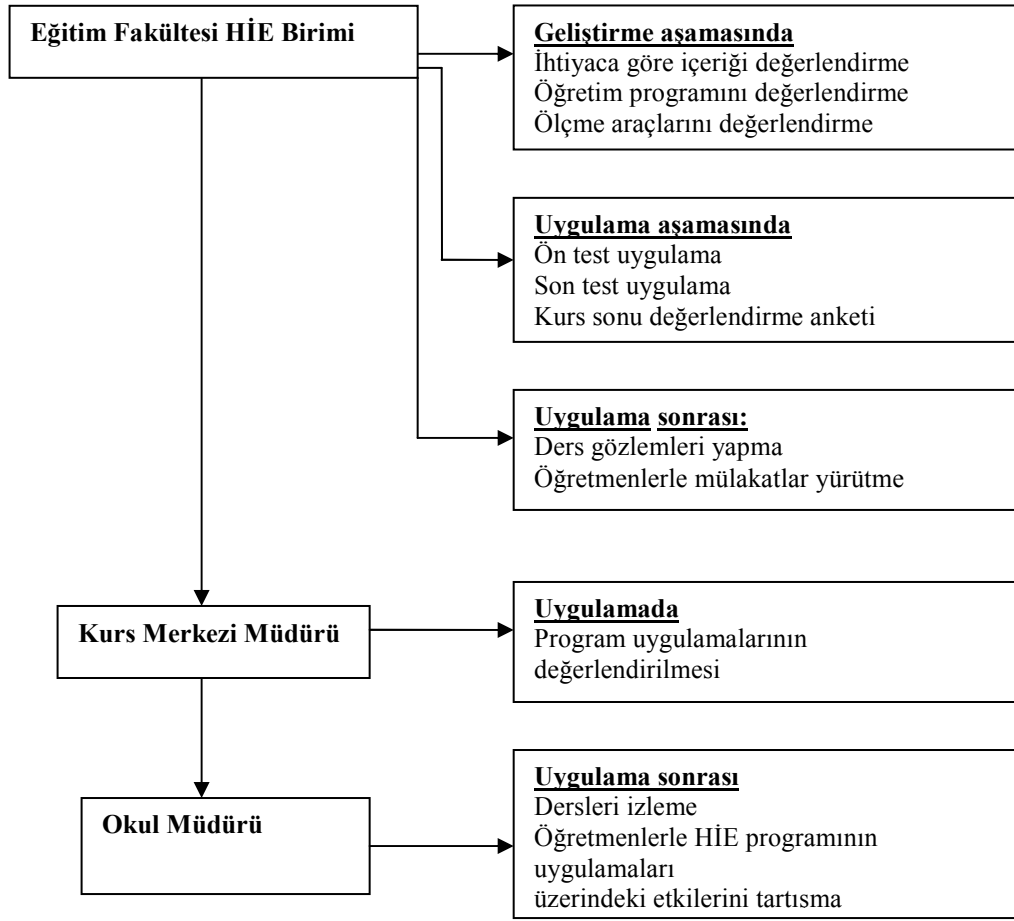 Eğitim Fakültesi HİE Birimi
Geliştirme aşamasında
İhtiyaca göre içeriği değerlendirme
Öğretim programını değerlendirme
Ölçme araçlarını değerlendirme
Uygulama aşamasında
Ön test uygulama
Son test uygulama
Kurs sonu değerlendirme anketi
Uygulama sonrası:
Ders gözlemleri yapma
Öğretmenlerle mülakatlar yürütme
Kurs Merkezi Müdürü
Uygulamada
Program uygulamalarının
değerlendirilmesi
Okul Müdürü
Uygulama sonrası
Dersleri izleme
Öğretmenlerle HİE programının
uygulamaları
üzerindeki etkilerini tartısma